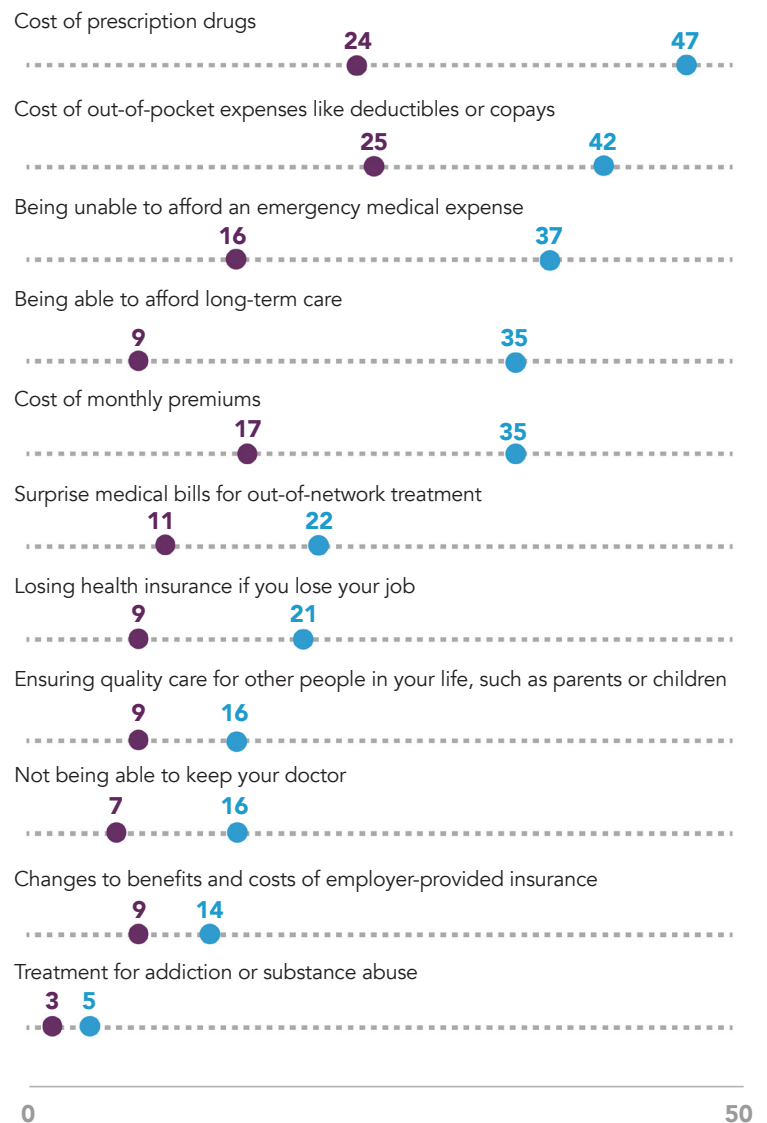 Cost of prescription drugs
24 47
Cost of out-of-pocket expenses like deductibles or copays
25 42
Being unable to afford an emergency medical expense
16 37
Being able to afford long-term care
9 35
Cost of monthly premiums
17 35
Surprise medical bills for out-of-network treatment
11 22
Losing health insurance if you lose your job
9 21
Ensuring quality care for other people in your life, such as parents or children
9 16
Not being able to keep your doctor
7 16
Changes to benefits and costs of employer-provided insurance
9 14
Treatment for addiction or substance abuse
3 5
0 50